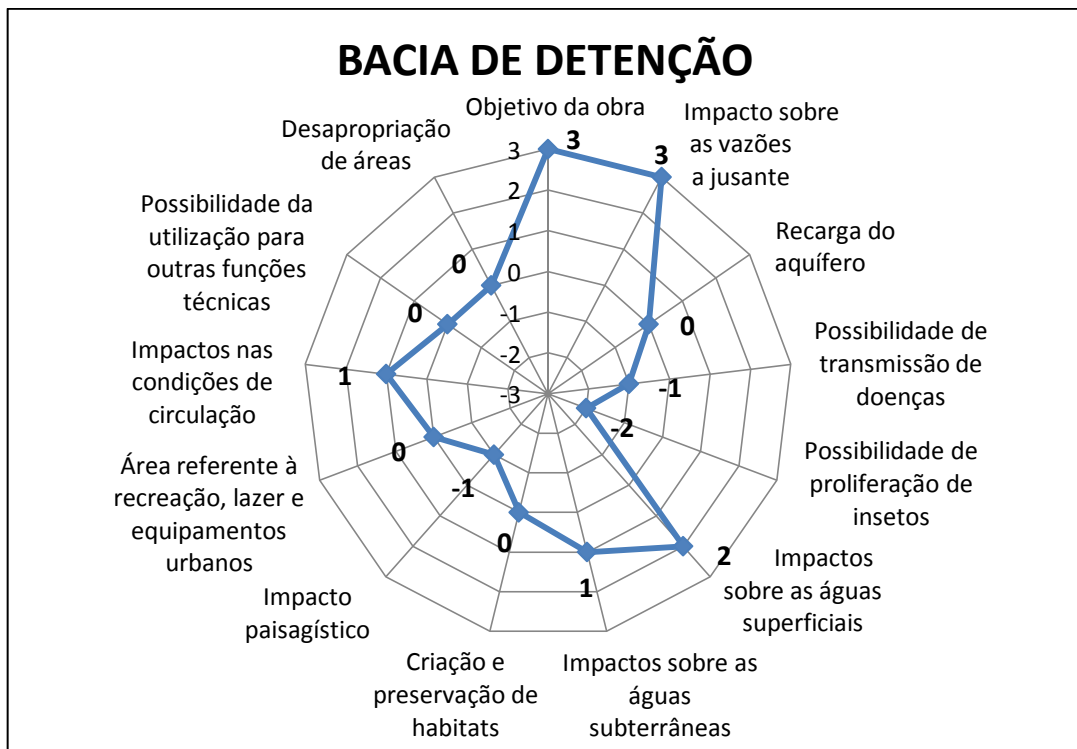 BACIA DE DETENÇÃO
Objetivo da obra
3
Impacto sobre
as vazões
a jusante
3
Recarga do
aquífero
0
Possibilidade de
transmissão de
doenças
-1
Possibilidade de
proliferação de
insetos
-2
Impactos
sobre as águas
superficiais
2
Impactos sobre as
águas
subterrâneas
1
Criação e
preservação de
habitats
0
Impacto
paisagístico
-1
Área referente à
recreação, lazer e
equipamentos
urbanos
0
Impactos nas
condições de
circulação
1
Possibilidade da
utilização para
outras funções
técnicas
0
Desapropriação
de áreas
0
3
2
1
0
-1
-2
-3